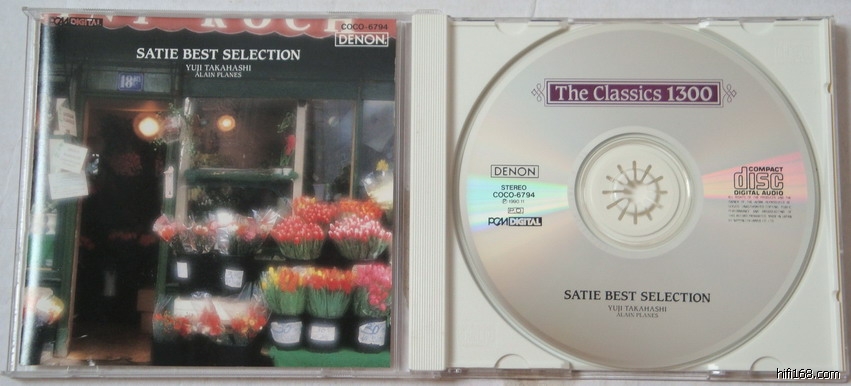 PCM DIGITAL
COCO-6794
DENON
SATIE BEST SELECTION
YUJI TAKAHASHI
ALAIN PLANES
The Classics 1300
DENON
STEREO
COCO-6794
PCM DIGITAL
COMPACT
disc
DIGITAL AUDIO
SATIE BEST SELECTION
YUJI TAKAHASHI
ALAIN PLANES
hifi168.com